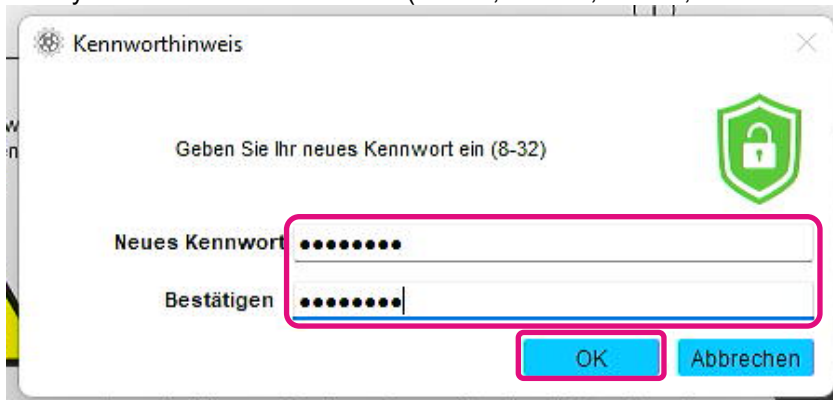 Kennworthinweis
Geben Sie Ihr neues Kennwort ein (8-32)
Neues Kennwort ●●●●●●●●
Bestätigen ●●●●●●●●
OK Abbrechen